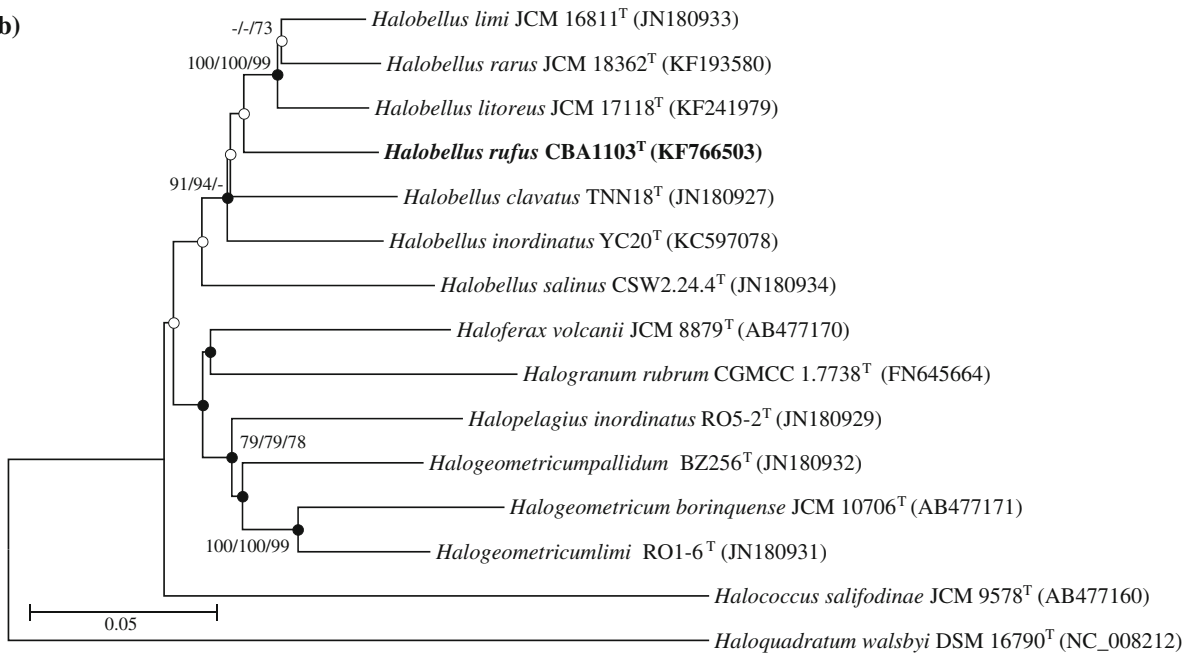 b)
Halobellus limi JCM 16811T (JN180933)
-/-/73
Halobellus rarus JCM 18362T (KF193580)
100/100/99
Halobellus litoreus JCM 17118T (KF241979)
Halobellus rufus CBA1103T (KF766503)
91/94/-
Halobellus clavatus TNN18T (JN180927)
Halobellus inordinatus YC20T (KC597078)
Halobellus salinus CSW2.24.4T (JN180934)
Haloferax volcanii JCM 8879T (AB477170)
Halogranum rubrum CGMCC 1.7738T (FN645664)
Halopelagius inordinatus RO5-2T (JN180929)
79/79/78
Halogeometricumpallidum BZ256T (JN180932)
Halogeometricum borinquense JCM 10706T (AB477171)
100/100/99
Halogeometricumlimi RO1-6T (JN180931)
Halococcus salifodinae JCM 9578T (AB477160)
0.05
Haloquadratum walsbyi DSM 16790T (NC_008212)